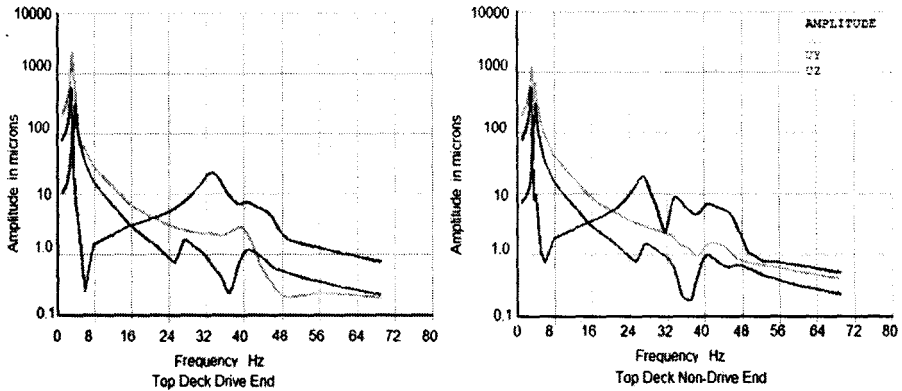 10000
1000
100
10
1.0
0.1
Amplitude in microns
0 8 16 24 32 40 48 56 64 72 80
Frequency Hz
Top Deck Drive End
10000
1000
100
10
1.0
0.1
Amplitude in microns
0 8 16 24 32 40 48 56 64 72 80
Frequency Hz
Top Deck Non-Drive End
AMPLITUDE
UY
UZ